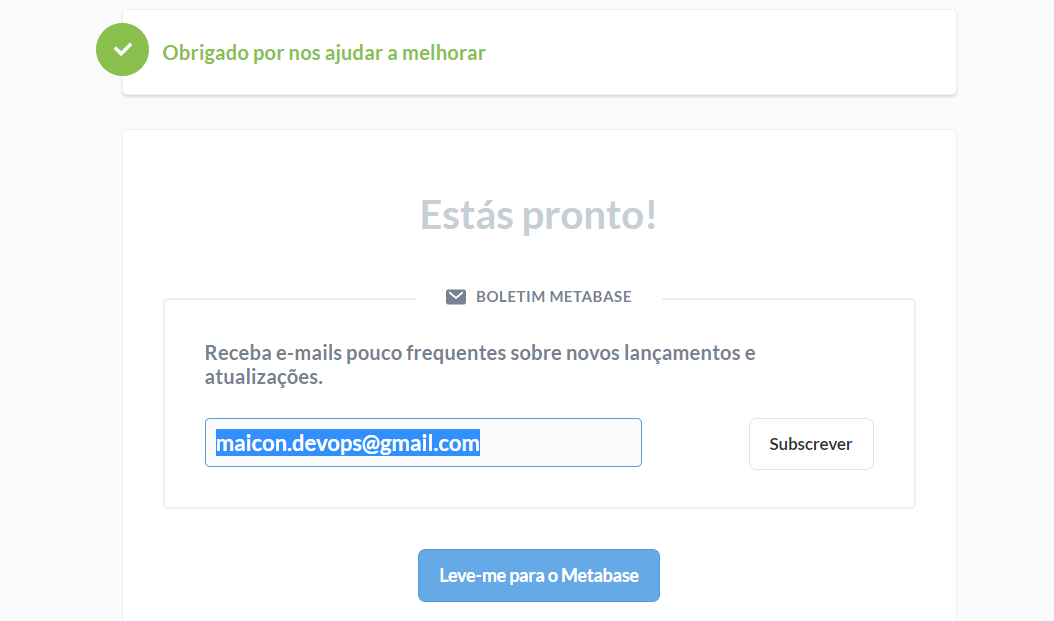 Obrigado por nos ajudar a melhorar
Estás pronto!
BOLETIM METABASE
Receba e-mails pouco frequentes sobre novos lançamentos e
atualizações.
maicon.devops@gmail.com
Subscrever
Leve-me para o Metabase